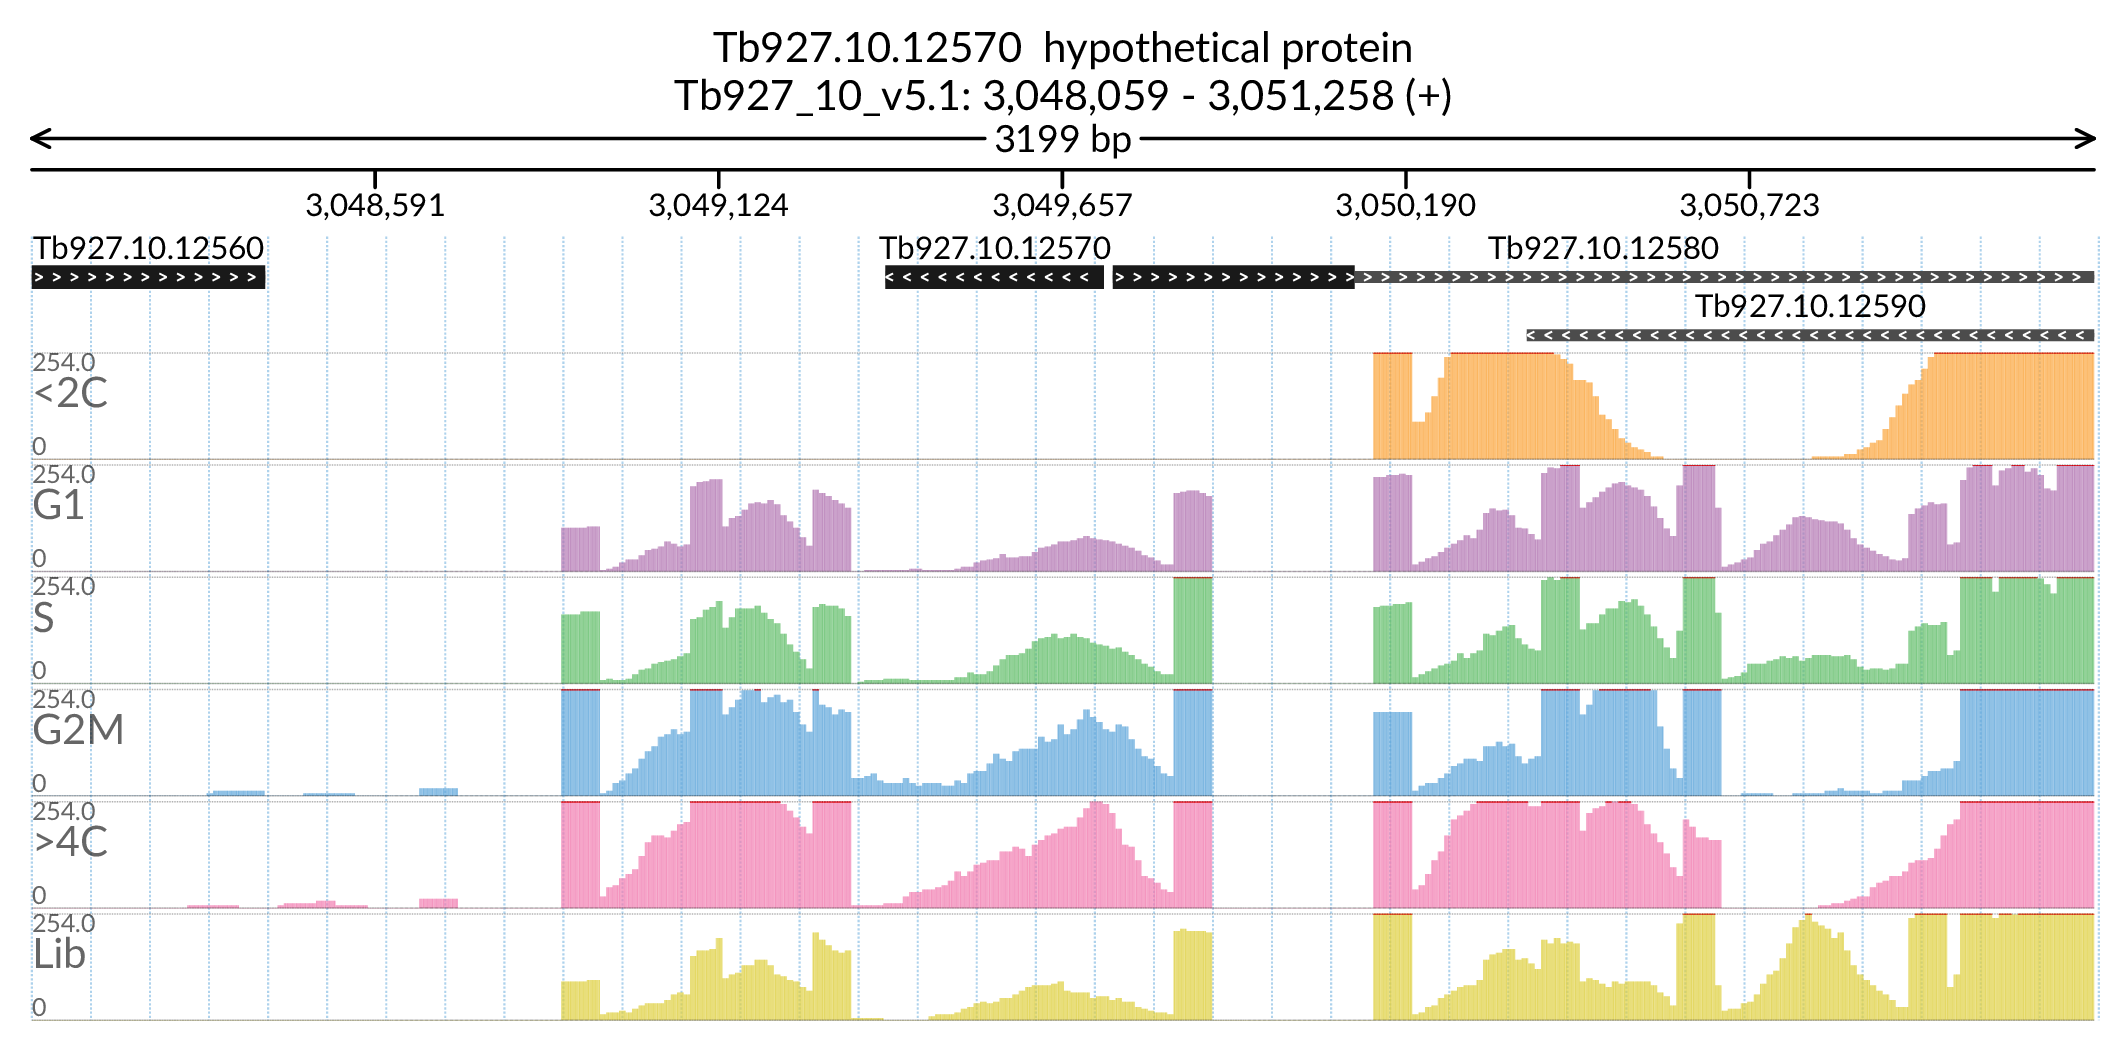 Tb927.10.12570 hypothetical protein
Tb927_10_v5.1: 3,048,059 - 3,051,258 (+)
3199 bp
3,048,591 3,049,124 3,049,657 3,050,190 3,050,723
Tb927.10.12560 Tb927.10.12570 Tb927.10.12580
Tb927.10.12590
254.0
<2C
0
254.0
G1
0
254.0
S
0
254.0
G2M
0
254.0
>4C
0
254.0
Lib
0